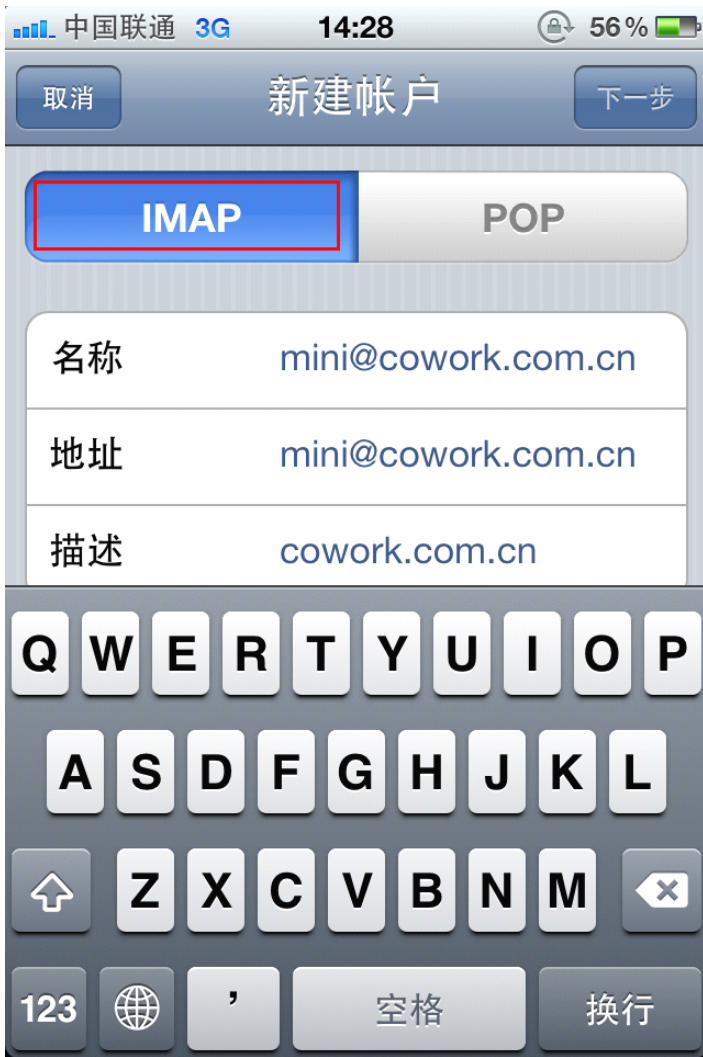 中国联通 3G 14:28 56%
取消 新建帐户 下一步
IMAP POP
名称 mini@cowork.com.cn
地址 mini@cowork.com.cn
描述 cowork.com.cn
Q W E R T Y U I O P
A S D F G H J K L
Z X C V B N M
123 , 空格 换行